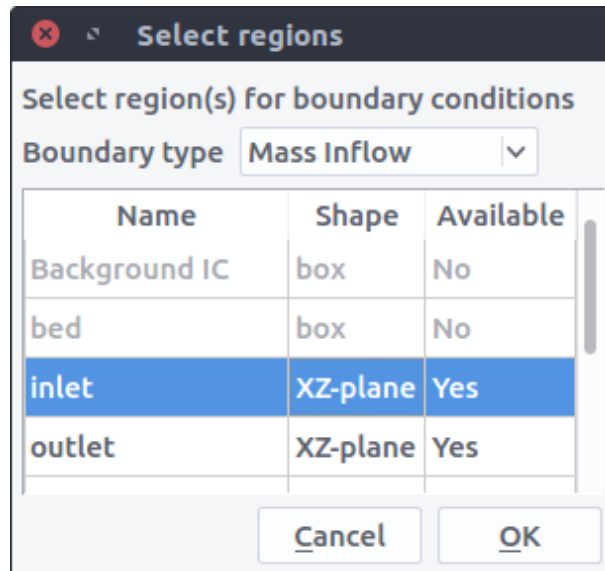 Select regions
Select region(s) for boundary conditions
Boundary type Mass Inflow
Name Shape Available
Background IC box No
bed box No
inlet XZ-plane Yes
outlet XZ-plane Yes
Cancel OK